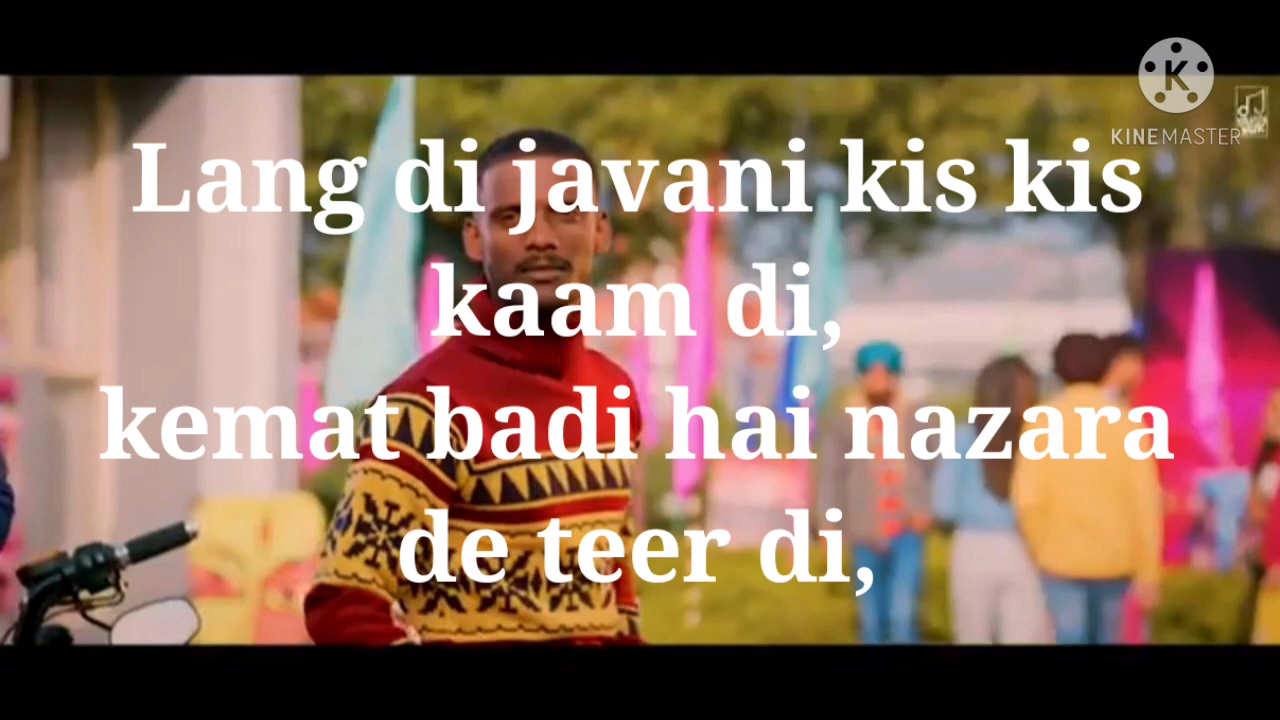 KINEMASTER
Lang di javani kis kis
kaam di,
kemat badi hai nazara
de teer di,